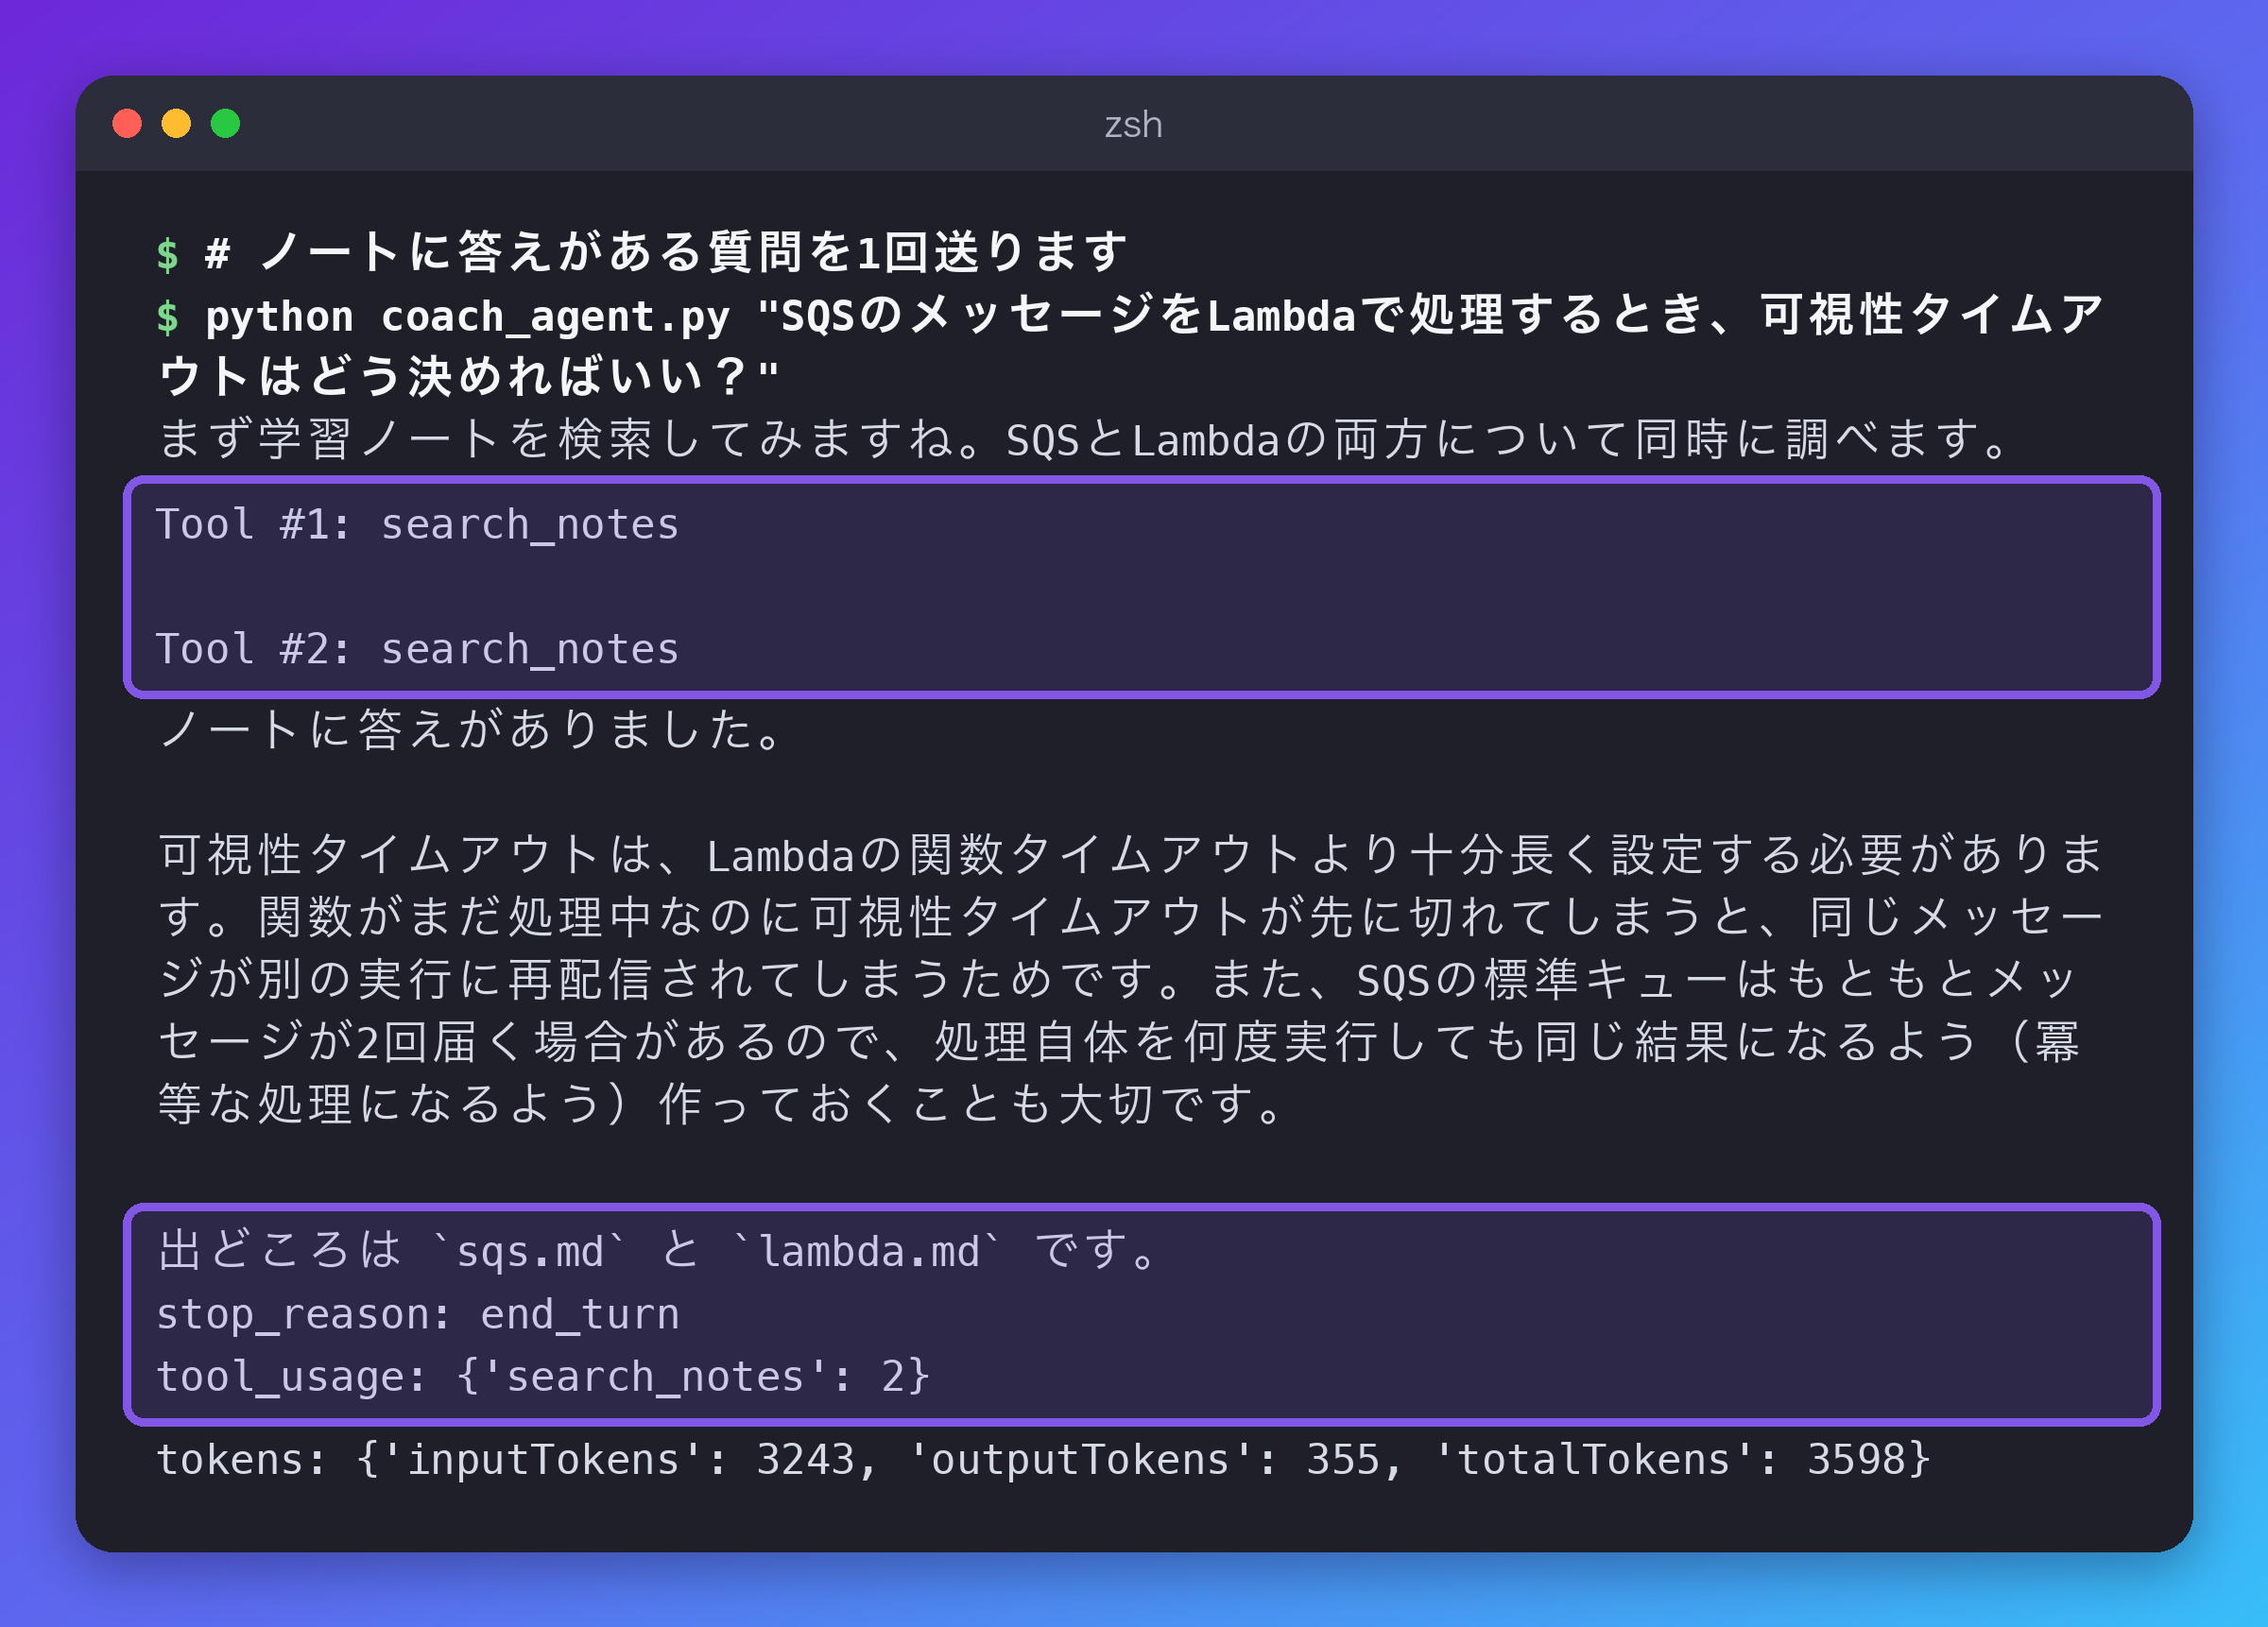 zsh
$ # ノートに答えがある質問を1回送ります
$ python coach_agent.py "SQSのメッセージをLambdaで処理するとき、可視性タイムア
ウトはどう決めればいい？"
まず学習ノートを検索してみますね。SQSとLambdaの両方について同時に調べます。
Tool #1: search_notes
Tool #2: search_notes
ノートに答えがありました。
可視性タイムアウトは、Lambdaの関数タイムアウトより十分長く設定する必要がありま
す。関数がまだ処理中なのに可視性タイムアウトが先に切れてしまうと、同じメッセー
ジが別の実行に再配信されてしまうためです。また、SQSの標準キューはもともとメッ
セージが2回届く場合があるので、処理自体を何度実行しても同じ結果になるよう（冪
等な処理になるよう）作っておくことも大切です。
出どころは `sqs.md` と `lambda.md` です。
stop_reason: end_turn
tool_usage: {'search_notes': 2}
tokens: {'inputTokens': 3243, 'outputTokens': 355, 'totalTokens': 3598}